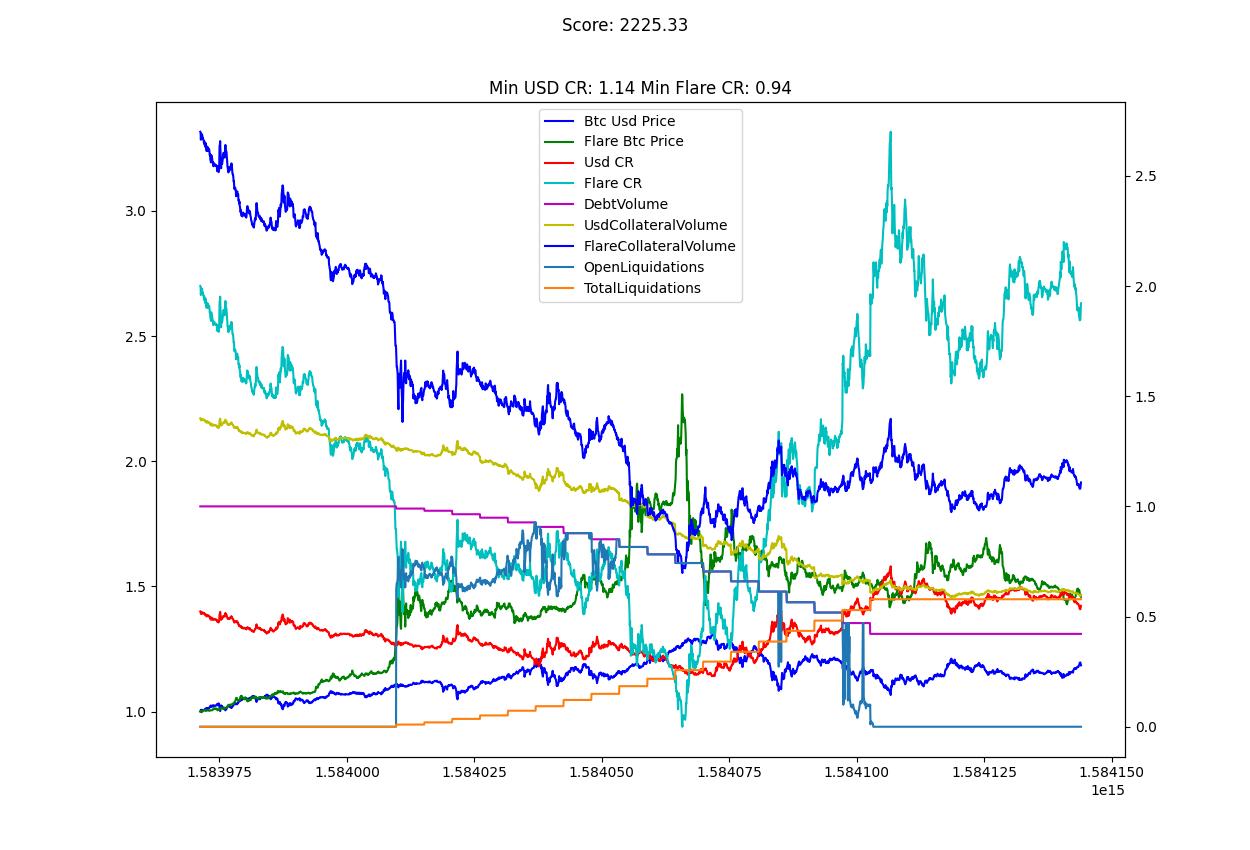 Score: 2225.33
Min USD CR: 1.14 Min Flare CR: 0.94
Btc Usd Price
Flare Btc Price
Usd CR
Flare CR
DebtVolume
UsdCollateralVolume
FlareCollateralVolume
OpenLiquidations
TotalLiquidations
3.0
2.5
2.0
1.5
1.0
2.5
2.0
1.5
1.0
0.5
0.0
1.583975 1.584000 1.584025 1.584050 1.584075 1.584100 1.584125 1.584150
1e15